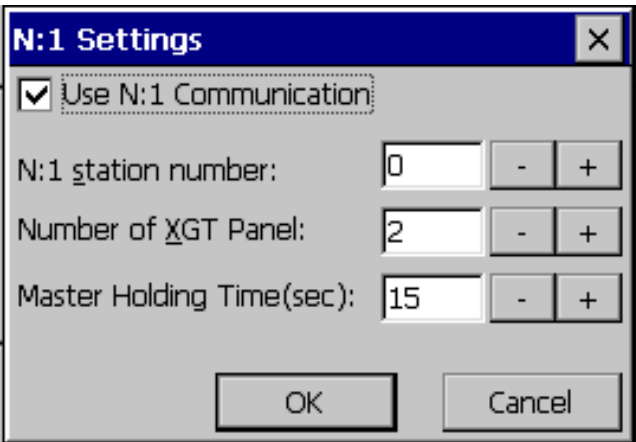 N:1 Settings
Use N:1 Communication
N:1 station number: 0 - +
Number of XGT Panel: 2 - +
Master Holding Time(sec): 15 - +
OK Cancel